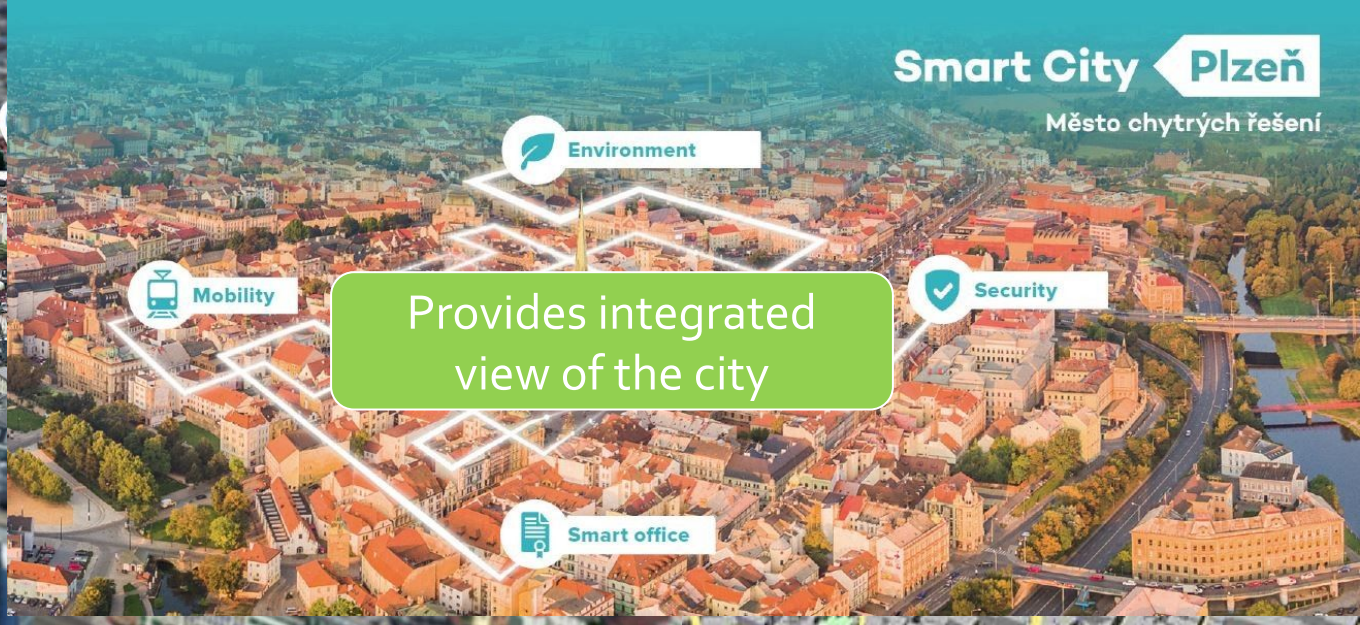 Smart City Plzeň
Město chytrých řešení
Environment
Mobility
Security
Provides integrated
view of the city
Smart office